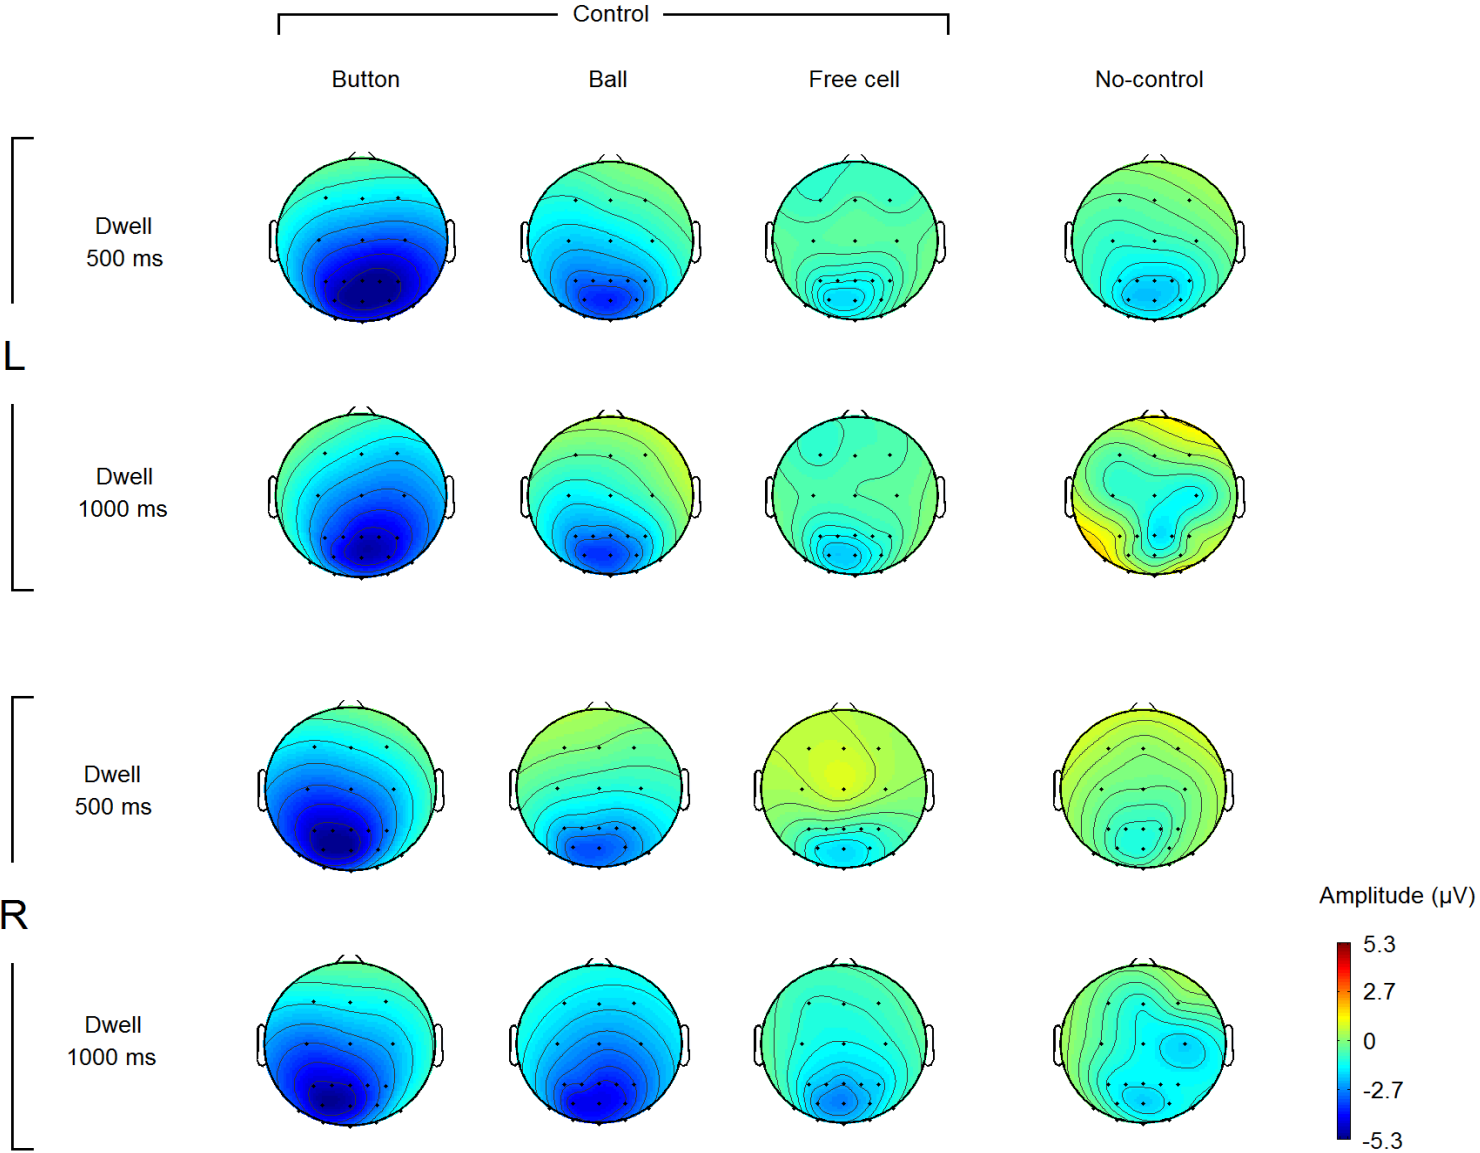 Control
Button Ball Free cell No-control
Dwell
500 ms
L
Dwell
1000 ms
Dwell
500 ms
R
Amplitude (µV)
5.3
2.7
0
-2.7
-5.3
Dwell
1000 ms